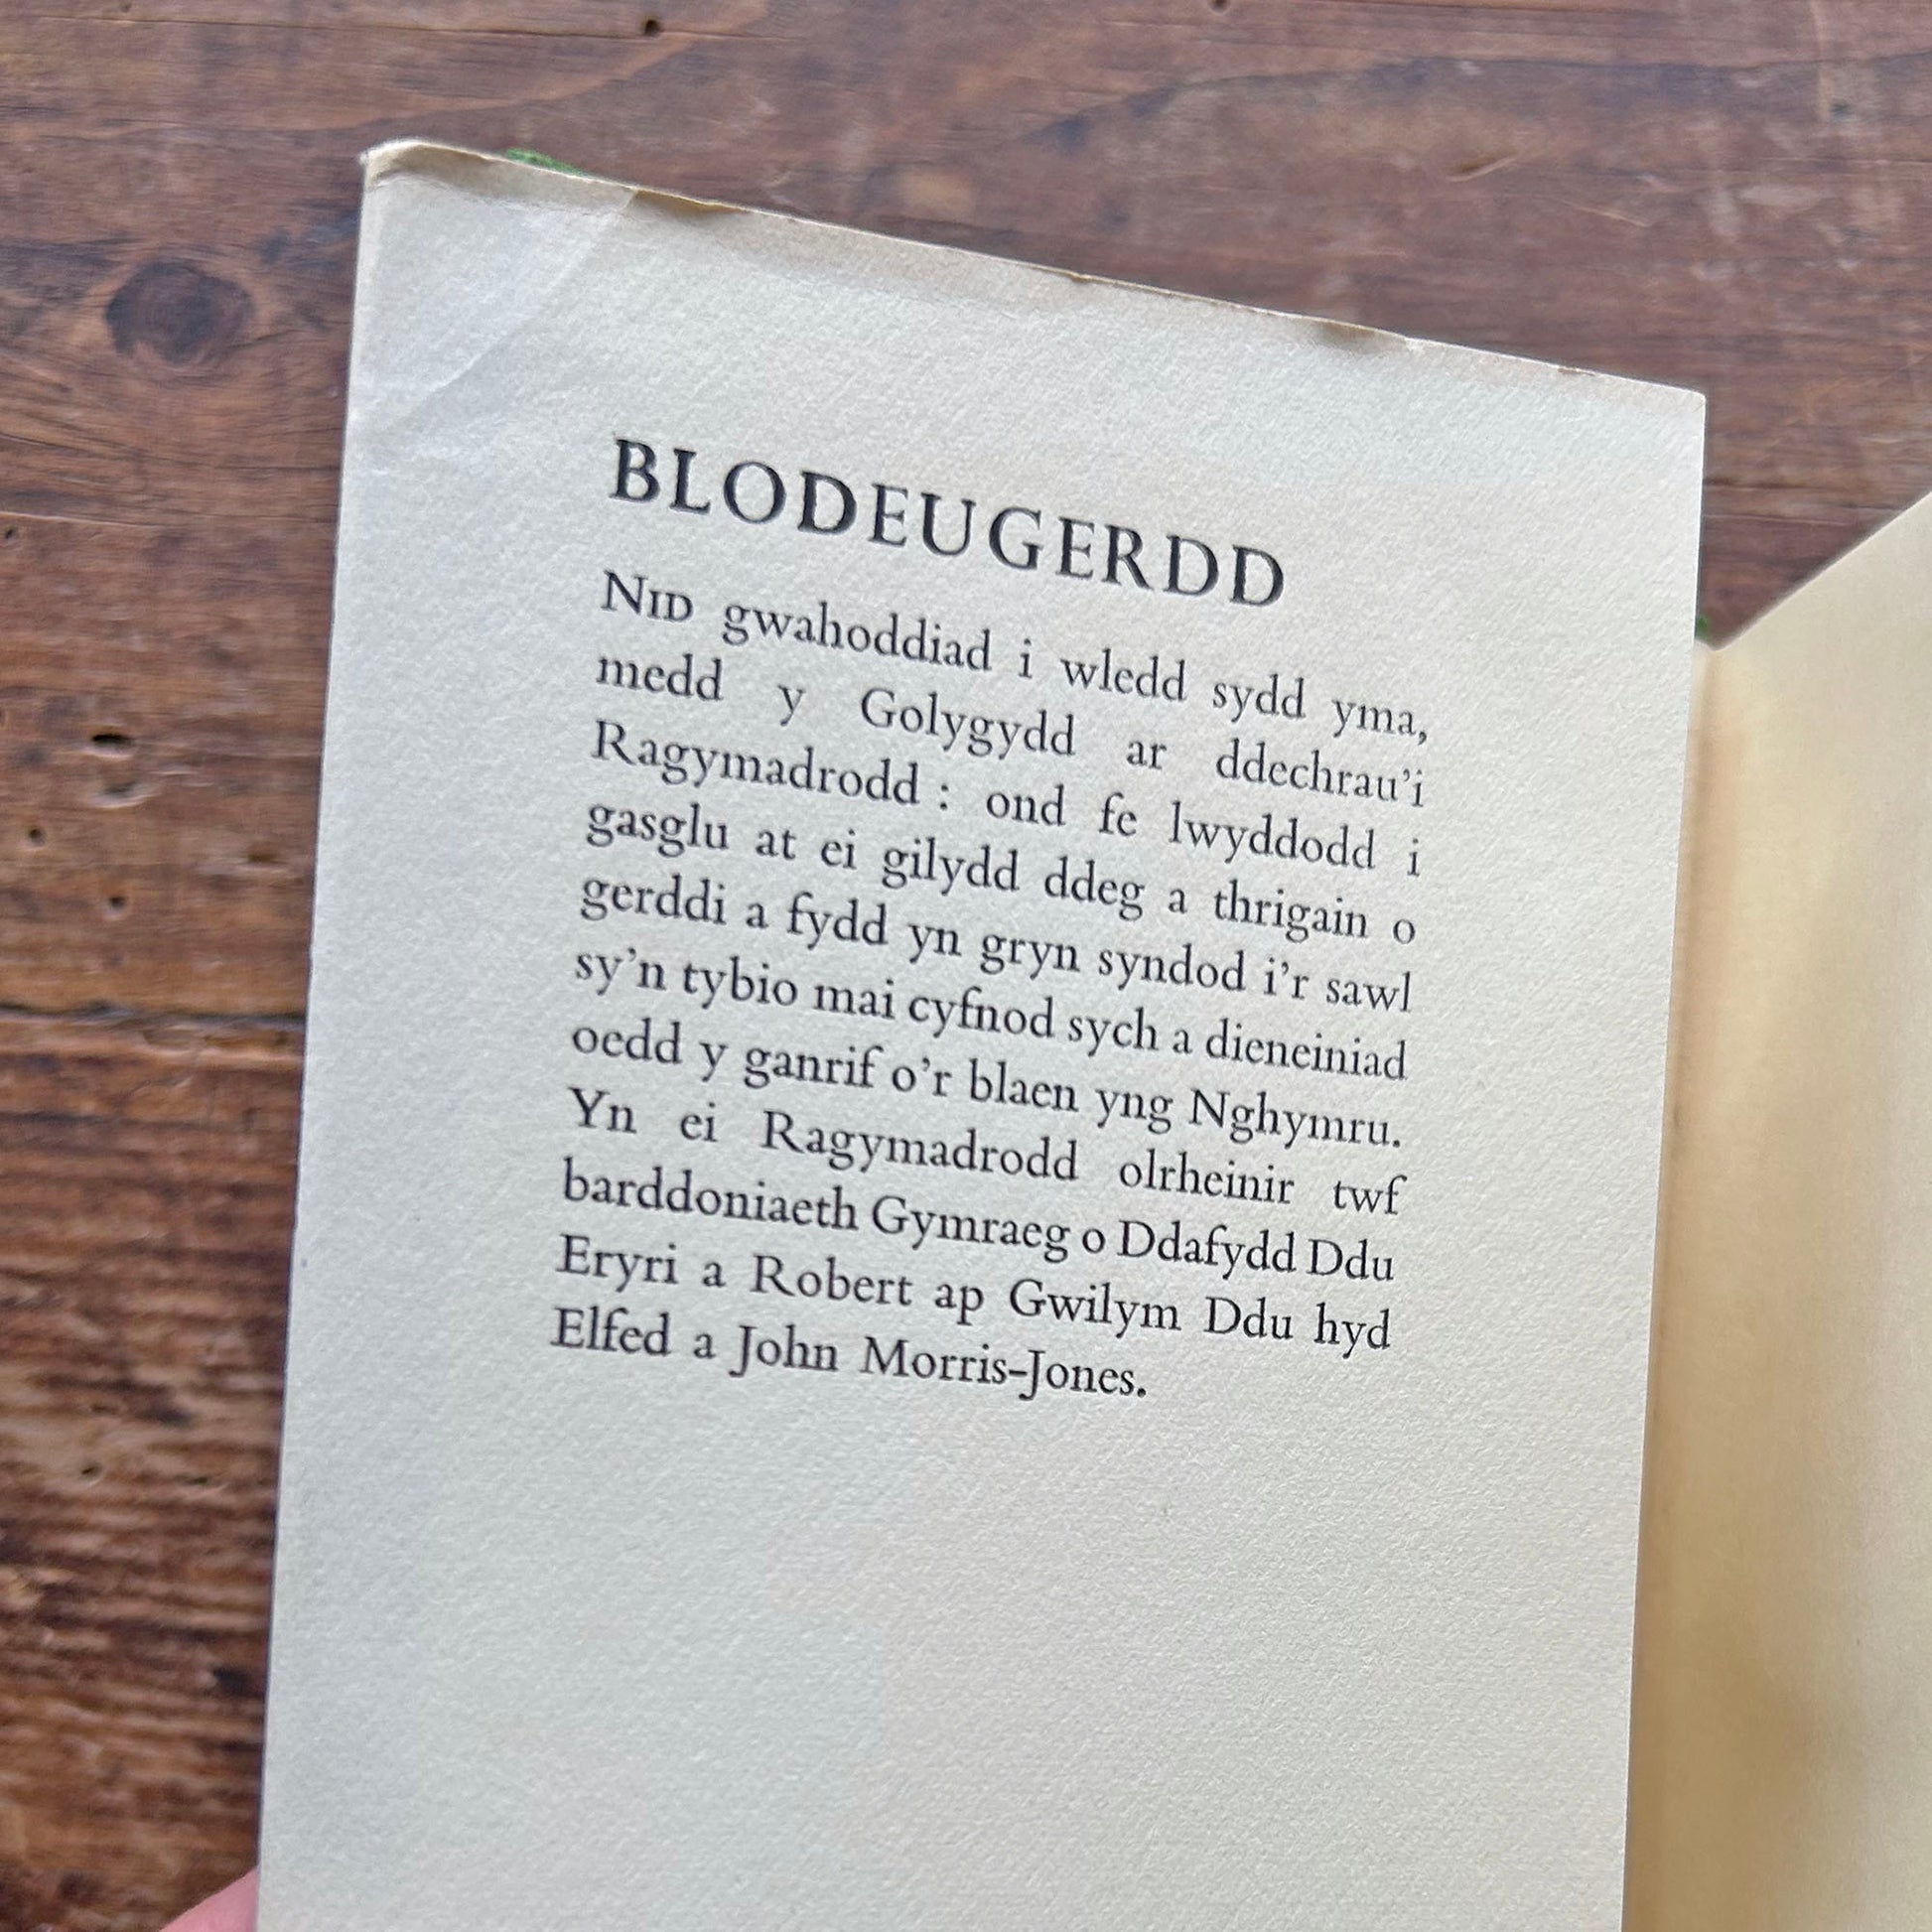 BLODEUGERDD
NID gwahoddiad i wledd sydd yma,
medd y Golygydd ar ddechrau’i
Ragymadrodd : ond fe lwyddodd i
gasglu at ei gilydd ddeg a thrigain o
gerddi a fydd yn gryn syndod i’r sawl
sy’n tybio mai cyfnod sych a dieneiniad
oedd y ganrif o’r blaen yng Nghymru.
Yn ei Ragymadrodd olrheinir twf
barddoniaeth Gymraeg o Ddafydd Ddu
Eryri a Robert ap Gwilym Ddu hyd
Elfed a John Morris-Jones.